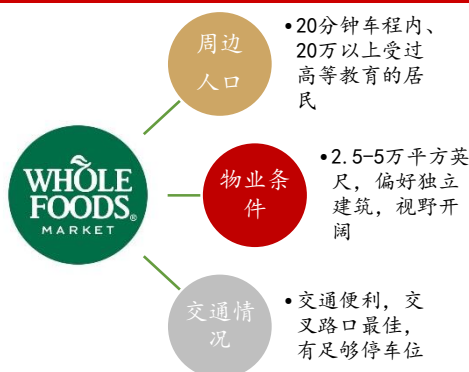 周边
人口
•20分钟车程内、
20万以上受过
高等教育的居
民
WHOLE
FOODS®
MARKET
物业条
件
•2.5-5万平方英
尺，偏好独立
建筑，视野开
阔
交通情
况
•交通便利，交
叉路口最佳，
有足够停车位